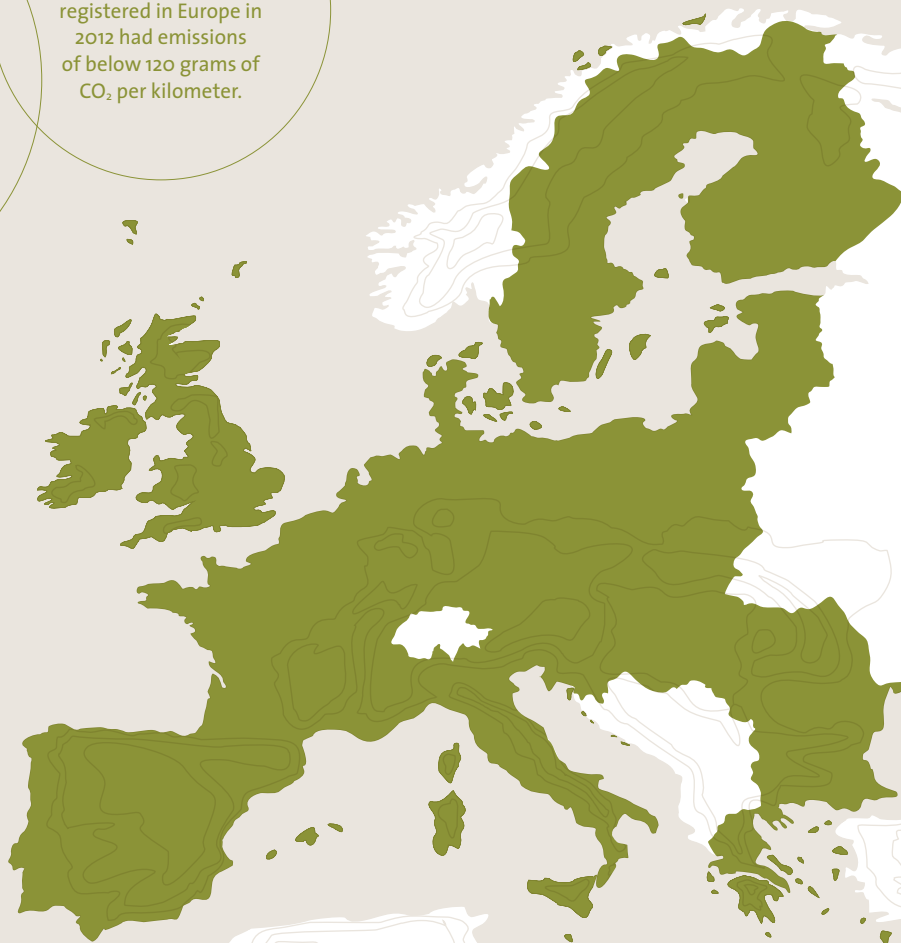 registered in Europe in
2012 had emissions
of below 120 grams of
CO₂ per kilometer.